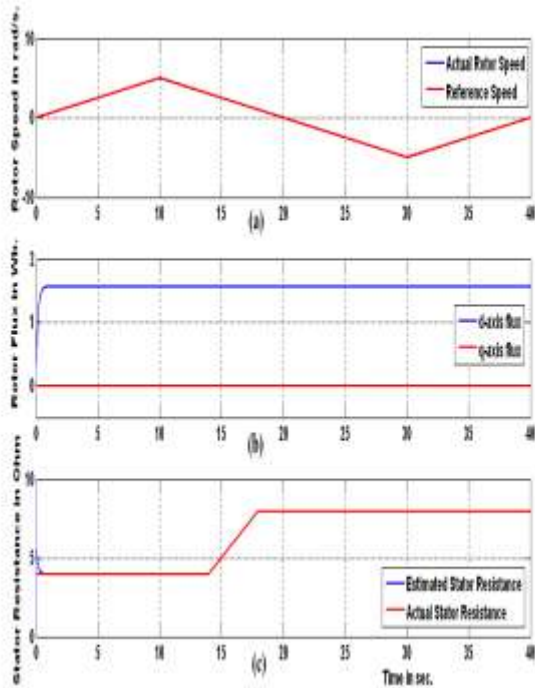 Rotor Speed in rad/s.
10
0
-10
Actual Rotor Speed
Reference Speed
0 5 10 15 20 25 30 35 40
(a)
Rotor Flux in Wb.
2
1
0
d-axis flux
q-axis flux
0 5 10 15 20 25 30 35 40
(b)
Stator Resistance in Ohm
10
5
0
Estimated Stator Resistance
Actual Stator Resistance
0 5 10 15 20 25 30 35 40
(c)
Time in sec.